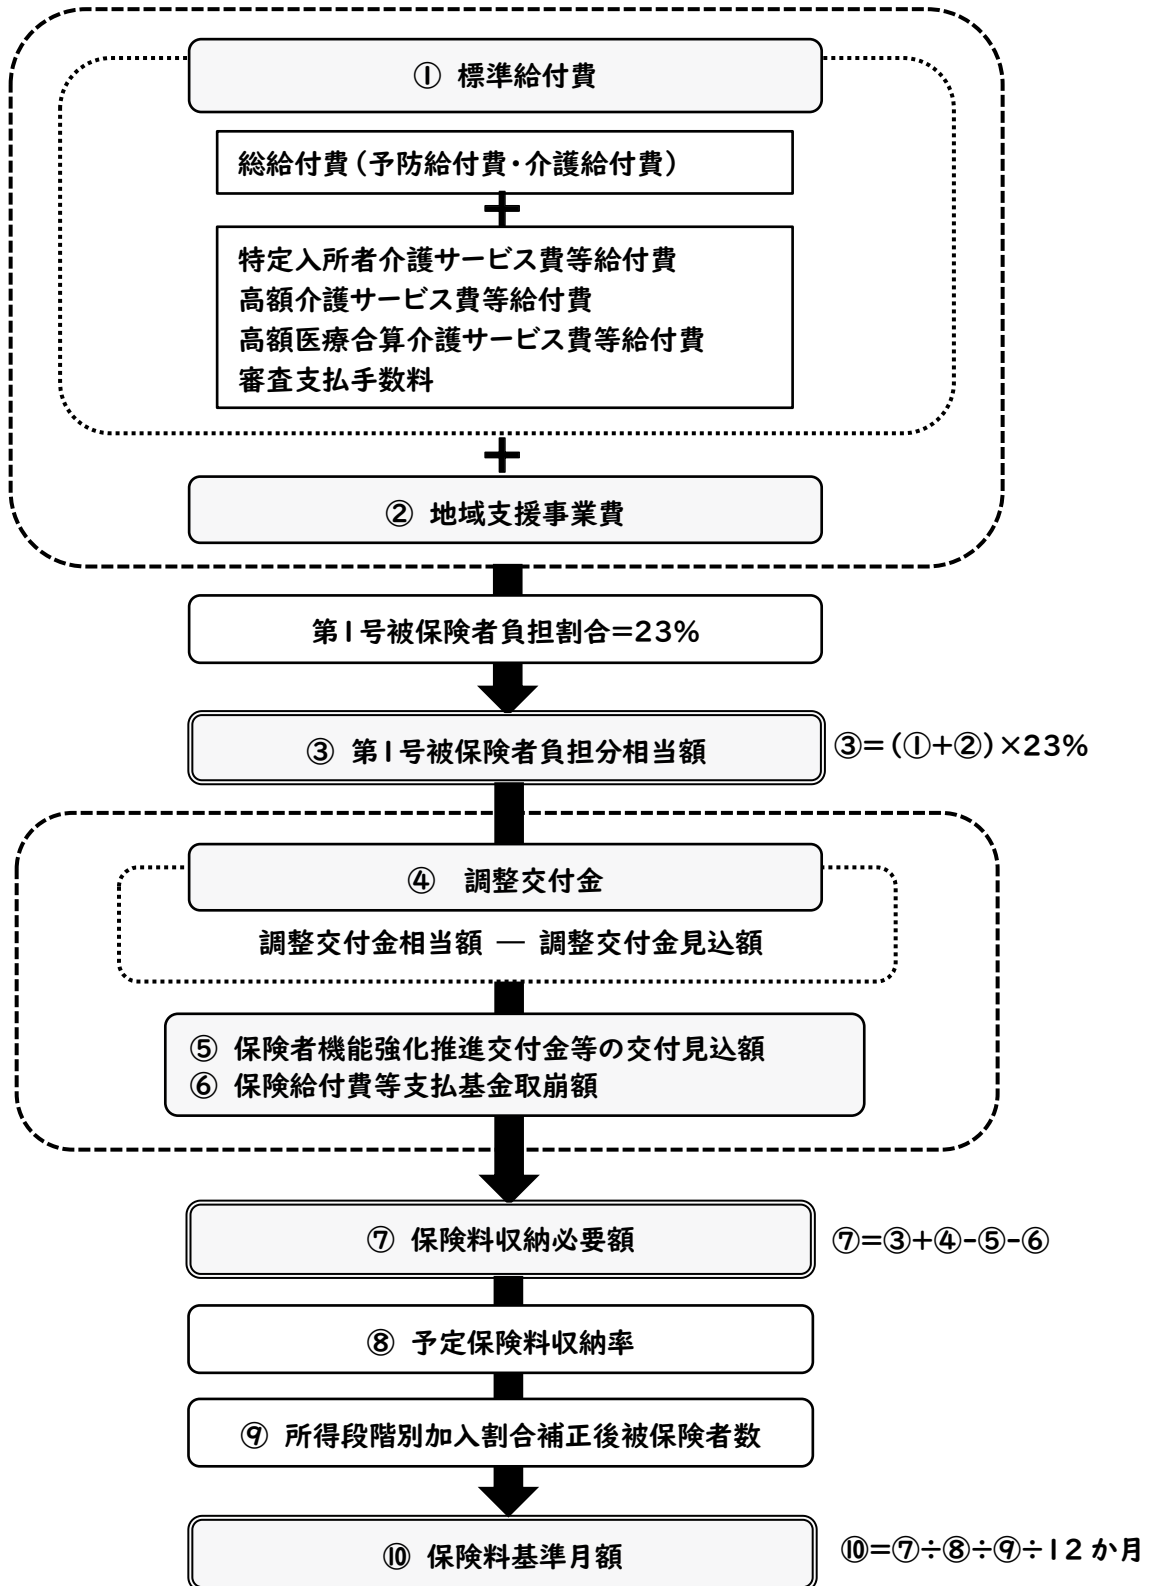 ① 標準給付費
総給付費（予防給付費・介護給付費）
＋
特定入所者介護サービス費等給付費
高額介護サービス費等給付費
高額医療合算介護サービス費等給付費
審査支払手数料
＋
② 地域支援事業費
第1号被保険者負担割合=23%
③ 第1号被保険者負担分相当額
③=（①+②）×23%
④ 調整交付金
調整交付金相当額 ― 調整交付金見込額
⑤ 保険者機能強化推進交付金等の交付見込額
⑥ 保険給付費等支払基金取崩額
⑦ 保険料収納必要額
⑦=③+④-⑤-⑥
⑧ 予定保険料収納率
⑨ 所得段階別加入割合補正後被保険者数
⑩ 保険料基準月額
⑩=⑦÷⑧÷⑨÷12か月